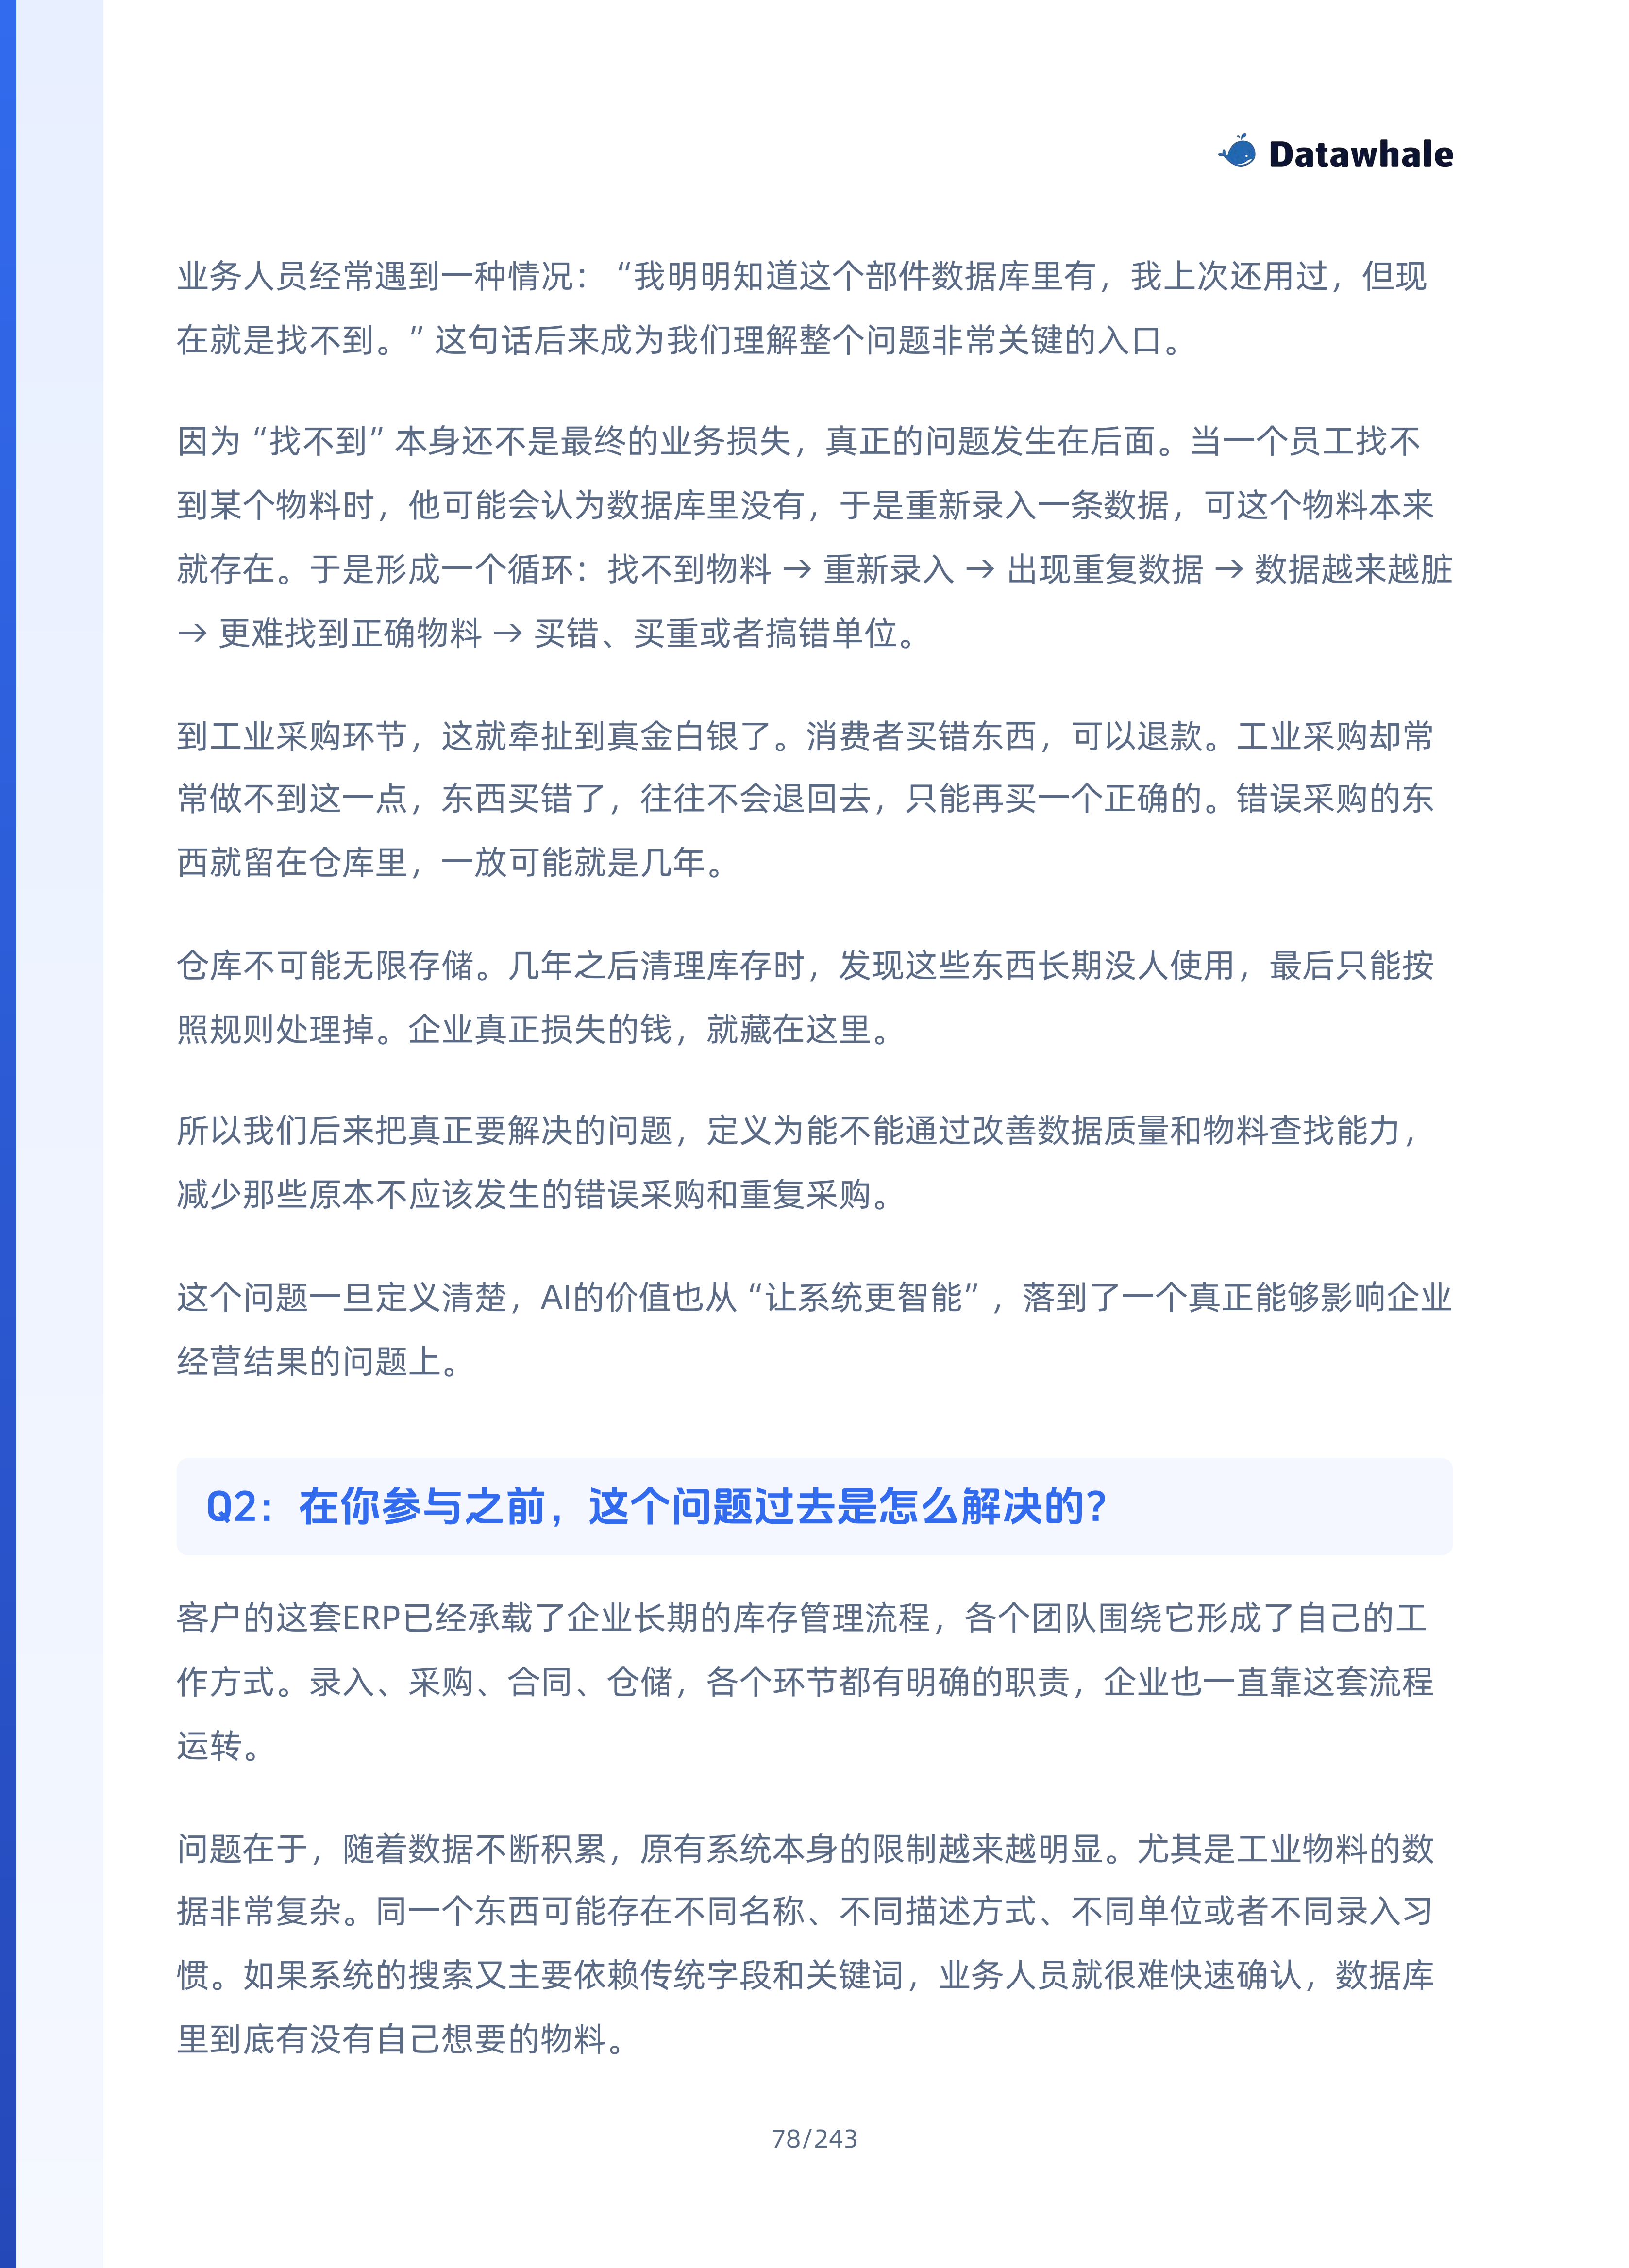 Datawhale
业务人员经常遇到一种情况：“我明明知道这个部件数据库里有，我上次还用过，但现
在就是找不到。”这句话后来成为我们理解整个问题非常关键的入口。
因为“找不到”本身还不是最终的业务损失，真正的问题发生在后面。当一个员工找不
到某个物料时，他可能会认为数据库里没有，于是重新录入一条数据，可这个物料本来
就存在。于是形成一个循环：找不到物料 → 重新录入 → 出现重复数据 → 数据越来越脏
→ 更难找到正确物料 → 买错、买重或者搞错单位。
到工业采购环节，这就牵扯到真金白银了。消费者买错东西，可以退款。工业采购却常
常做不到这一点，东西买错了，往往不会退回去，只能再买一个正确的。错误采购的东
西就留在仓库里，一放可能就是几年。
仓库不可能无限存储。几年之后清理库存时，发现这些东西长期没人使用，最后只能按
照规则处理掉。企业真正损失的钱，就藏在这里。
所以我们后来把真正要解决的问题，定义为能不能通过改善数据质量和物料查找能力，
减少那些原本不应该发生的错误采购和重复采购。
这个问题一旦定义清楚，AI的价值也从“让系统更智能”，落到了一个真正能够影响企业
经营结果的问题上。
Q2：在你参与之前，这个问题过去是怎么解决的？
客户的这套ERP已经承载了企业长期的库存管理流程，各个团队围绕它形成了自己的工
作方式。录入、采购、合同、仓储，各个环节都有明确的职责，企业也一直靠这套流程
运转。
问题在于，随着数据不断积累，原有系统本身的限制越来越明显。尤其是工业物料的数
据非常复杂。同一个东西可能存在不同名称、不同描述方式、不同单位或者不同录入习
惯。如果系统的搜索又主要依赖传统字段和关键词，业务人员就很难快速确认，数据库
里到底有没有自己想要的物料。
78/243